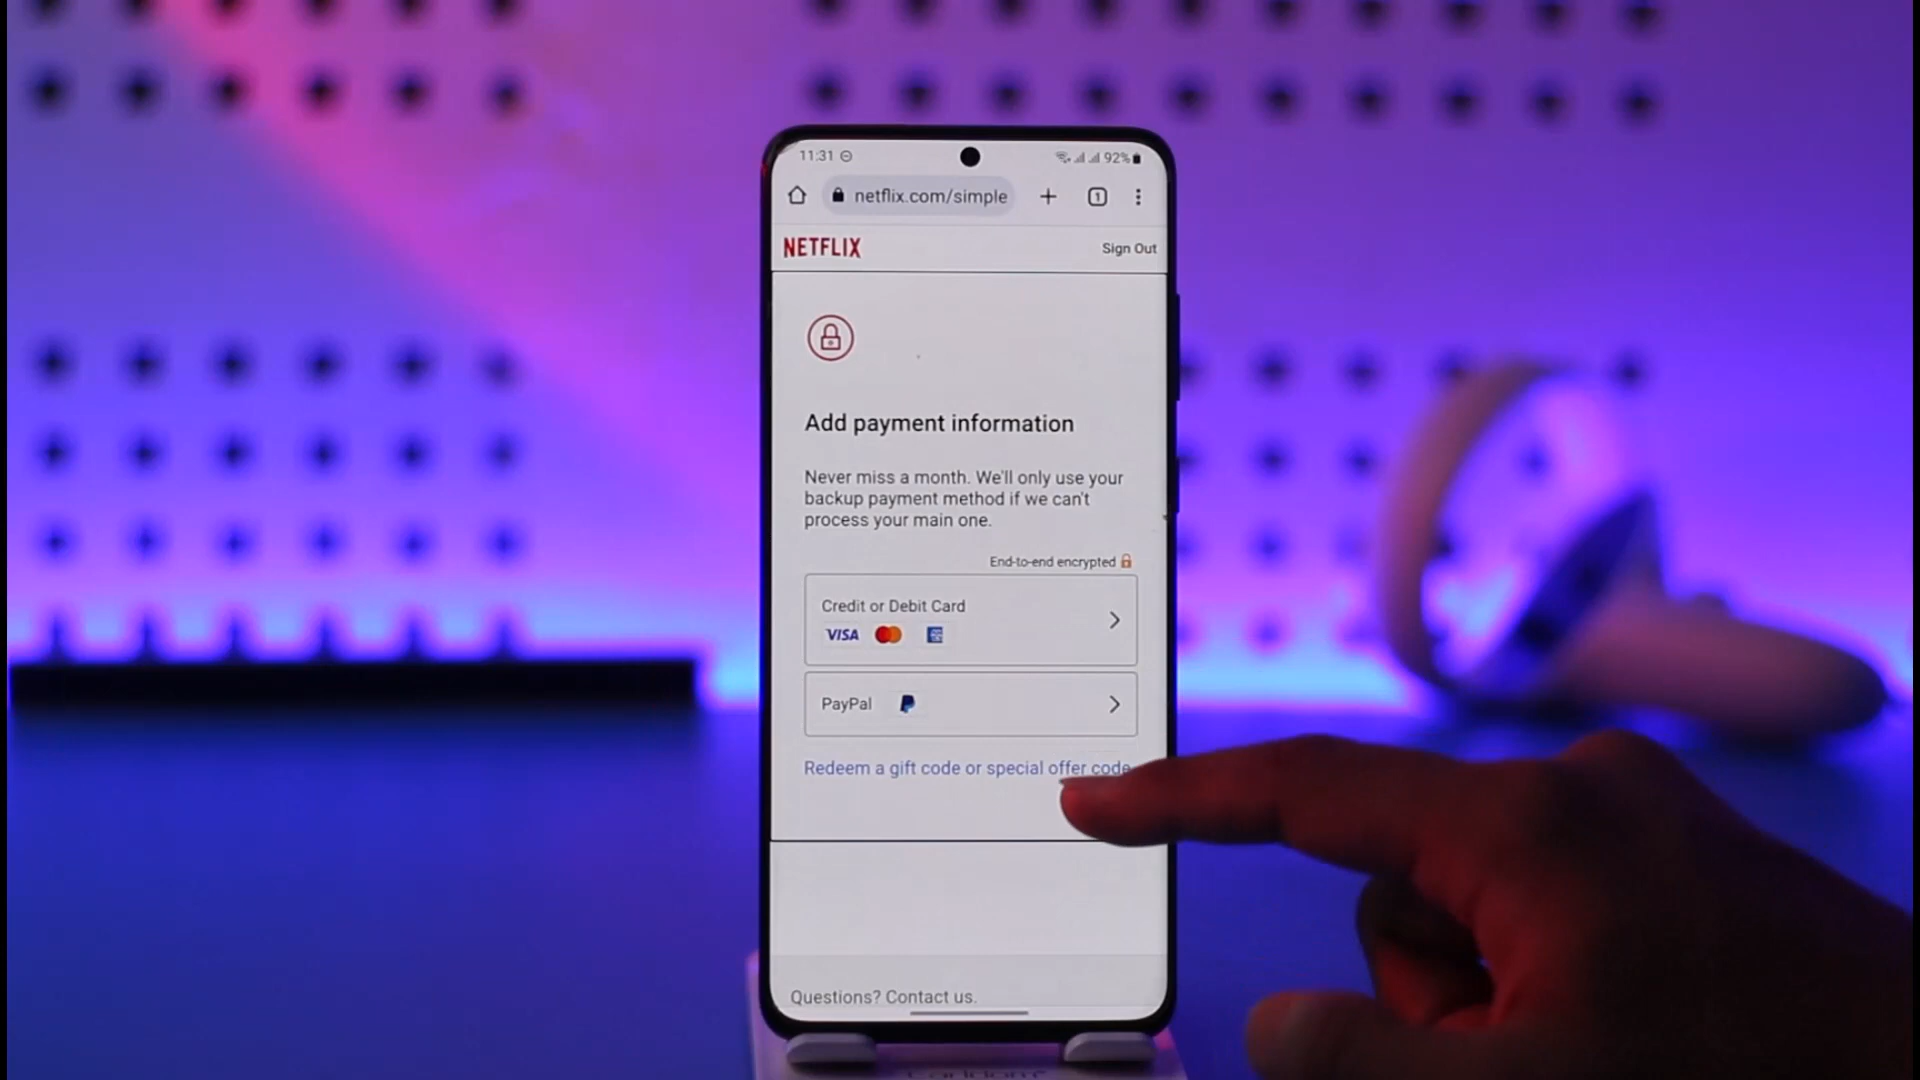 11:31 92%
netflix.com/simple 1
NETFLIX Sign Out
Add payment information
Never miss a month. We'll only use your
backup payment method if we can't
process your main one.
End-to-end encrypted
Credit or Debit Card
VISA
PayPal
Redeem a gift code or special offer code
Questions? Contact us.